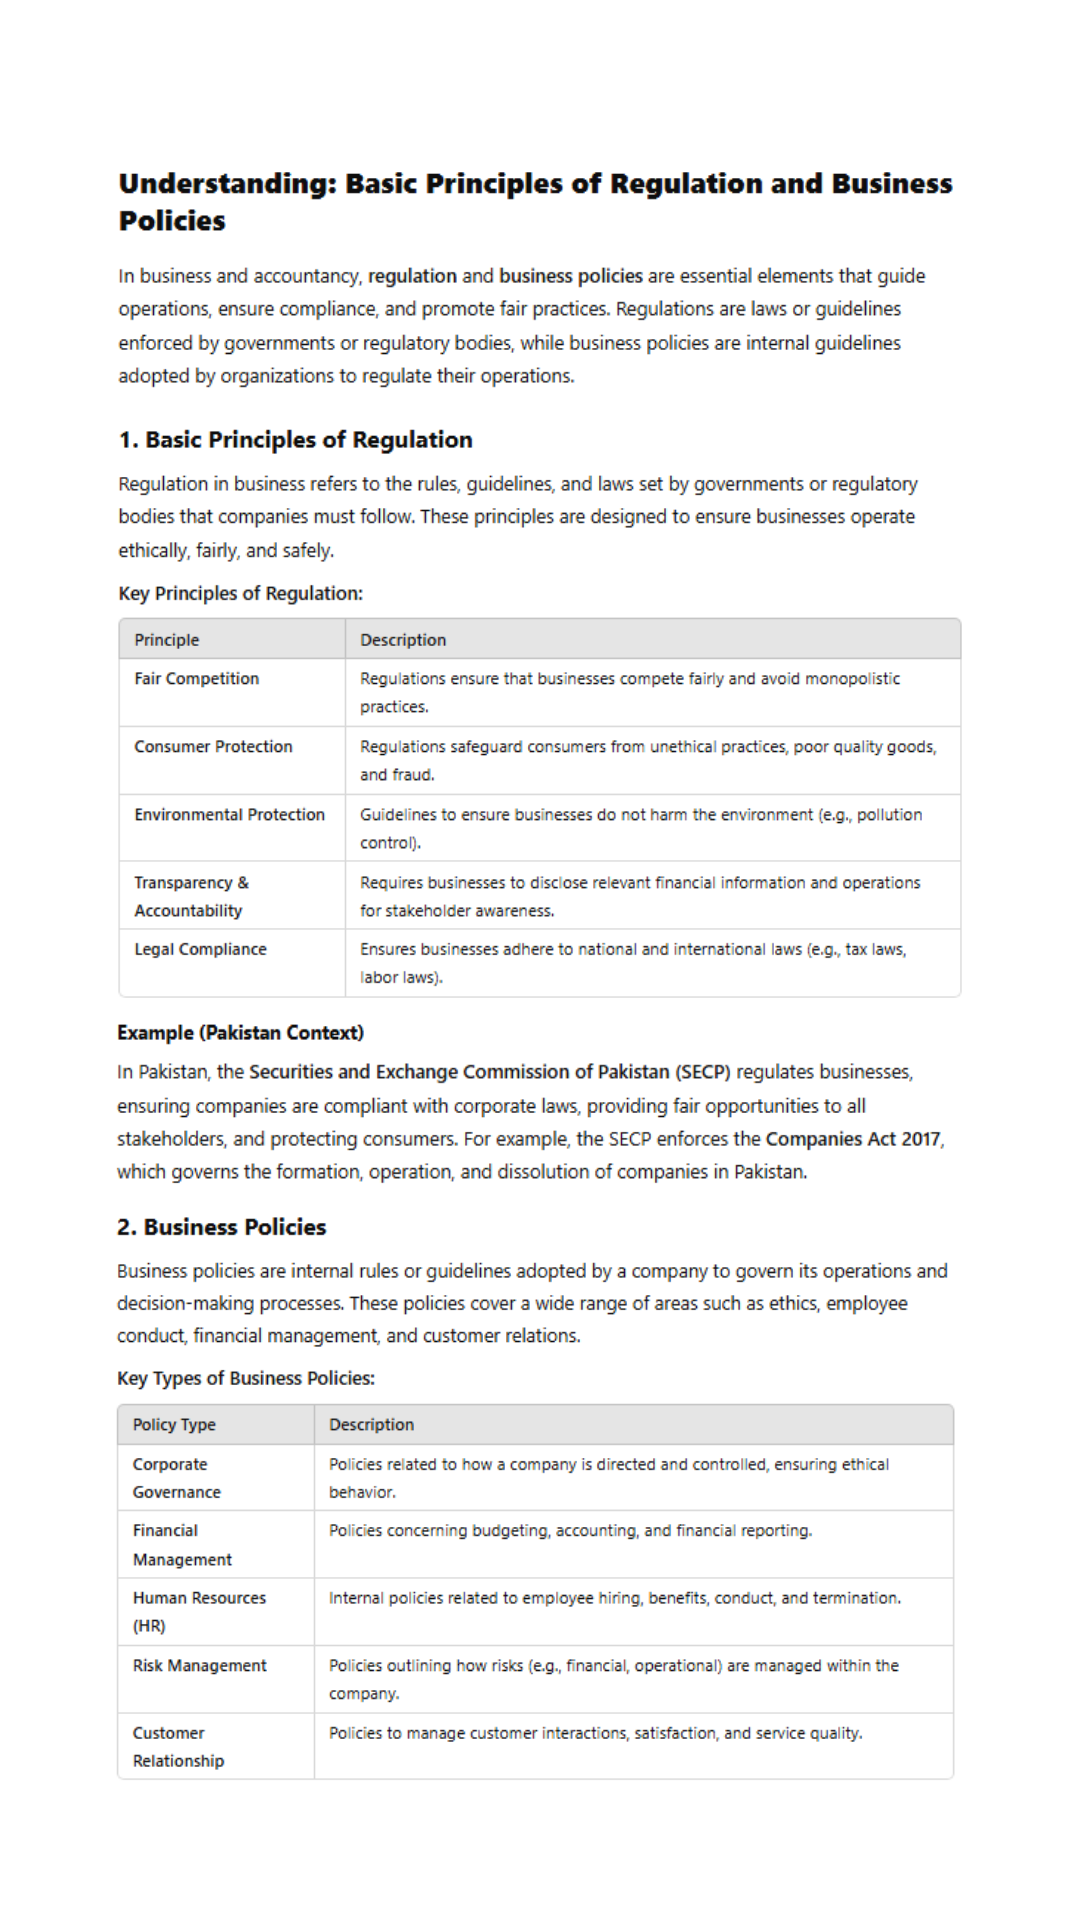 Understanding: Basic Principles of Regulation and Business
Policies
In business and accountancy, regulation and business policies are essential elements that guide
operations, ensure compliance, and promote fair practices. Regulations are laws or guidelines
enforced by governments or regulatory bodies, while business policies are internal guidelines
adopted by organizations to regulate their operations.
1. Basic Principles of Regulation
Regulation in business refers to the rules, guidelines, and laws set by governments or regulatory
bodies that companies must follow. These principles are designed to ensure businesses operate
ethically, fairly, and safely.
Key Principles of Regulation:
Principle Description
Fair Competition Regulations ensure that businesses compete fairly and avoid monopolistic
practices.
Consumer Protection Regulations safeguard consumers from unethical practices, poor quality goods,
and fraud.
Environmental Protection Guidelines to ensure businesses do not harm the environment (e.g., pollution
control).
Transparency & Requires businesses to disclose relevant financial information and operations
Accountability for stakeholder awareness.
Legal Compliance Ensures businesses adhere to national and international laws (e.g., tax laws,
labor laws).
Example (Pakistan Context)
In Pakistan, the Securities and Exchange Commission of Pakistan (SECP) regulates businesses,
ensuring companies are compliant with corporate laws, providing fair opportunities to all
stakeholders, and protecting consumers. For example, the SECP enforces the Companies Act 2017,
which governs the formation, operation, and dissolution of companies in Pakistan.
2. Business Policies
Business policies are internal rules or guidelines adopted by a company to govern its operations and
decision-making processes. These policies cover a wide range of areas such as ethics, employee
conduct, financial management, and customer relations.
Key Types of Business Policies:
Policy Type Description
Corporate Policies related to how a company is directed and controlled, ensuring ethical
Governance behavior.
Financial Policies concerning budgeting, accounting, and financial reporting.
Management
Human Resources Internal policies related to employee hiring, benefits, conduct, and termination.
(HR)
Risk Management Policies outlining how risks (e.g., financial, operational) are managed within the
company.
Customer Policies to manage customer interactions, satisfaction, and service quality.
Relationship